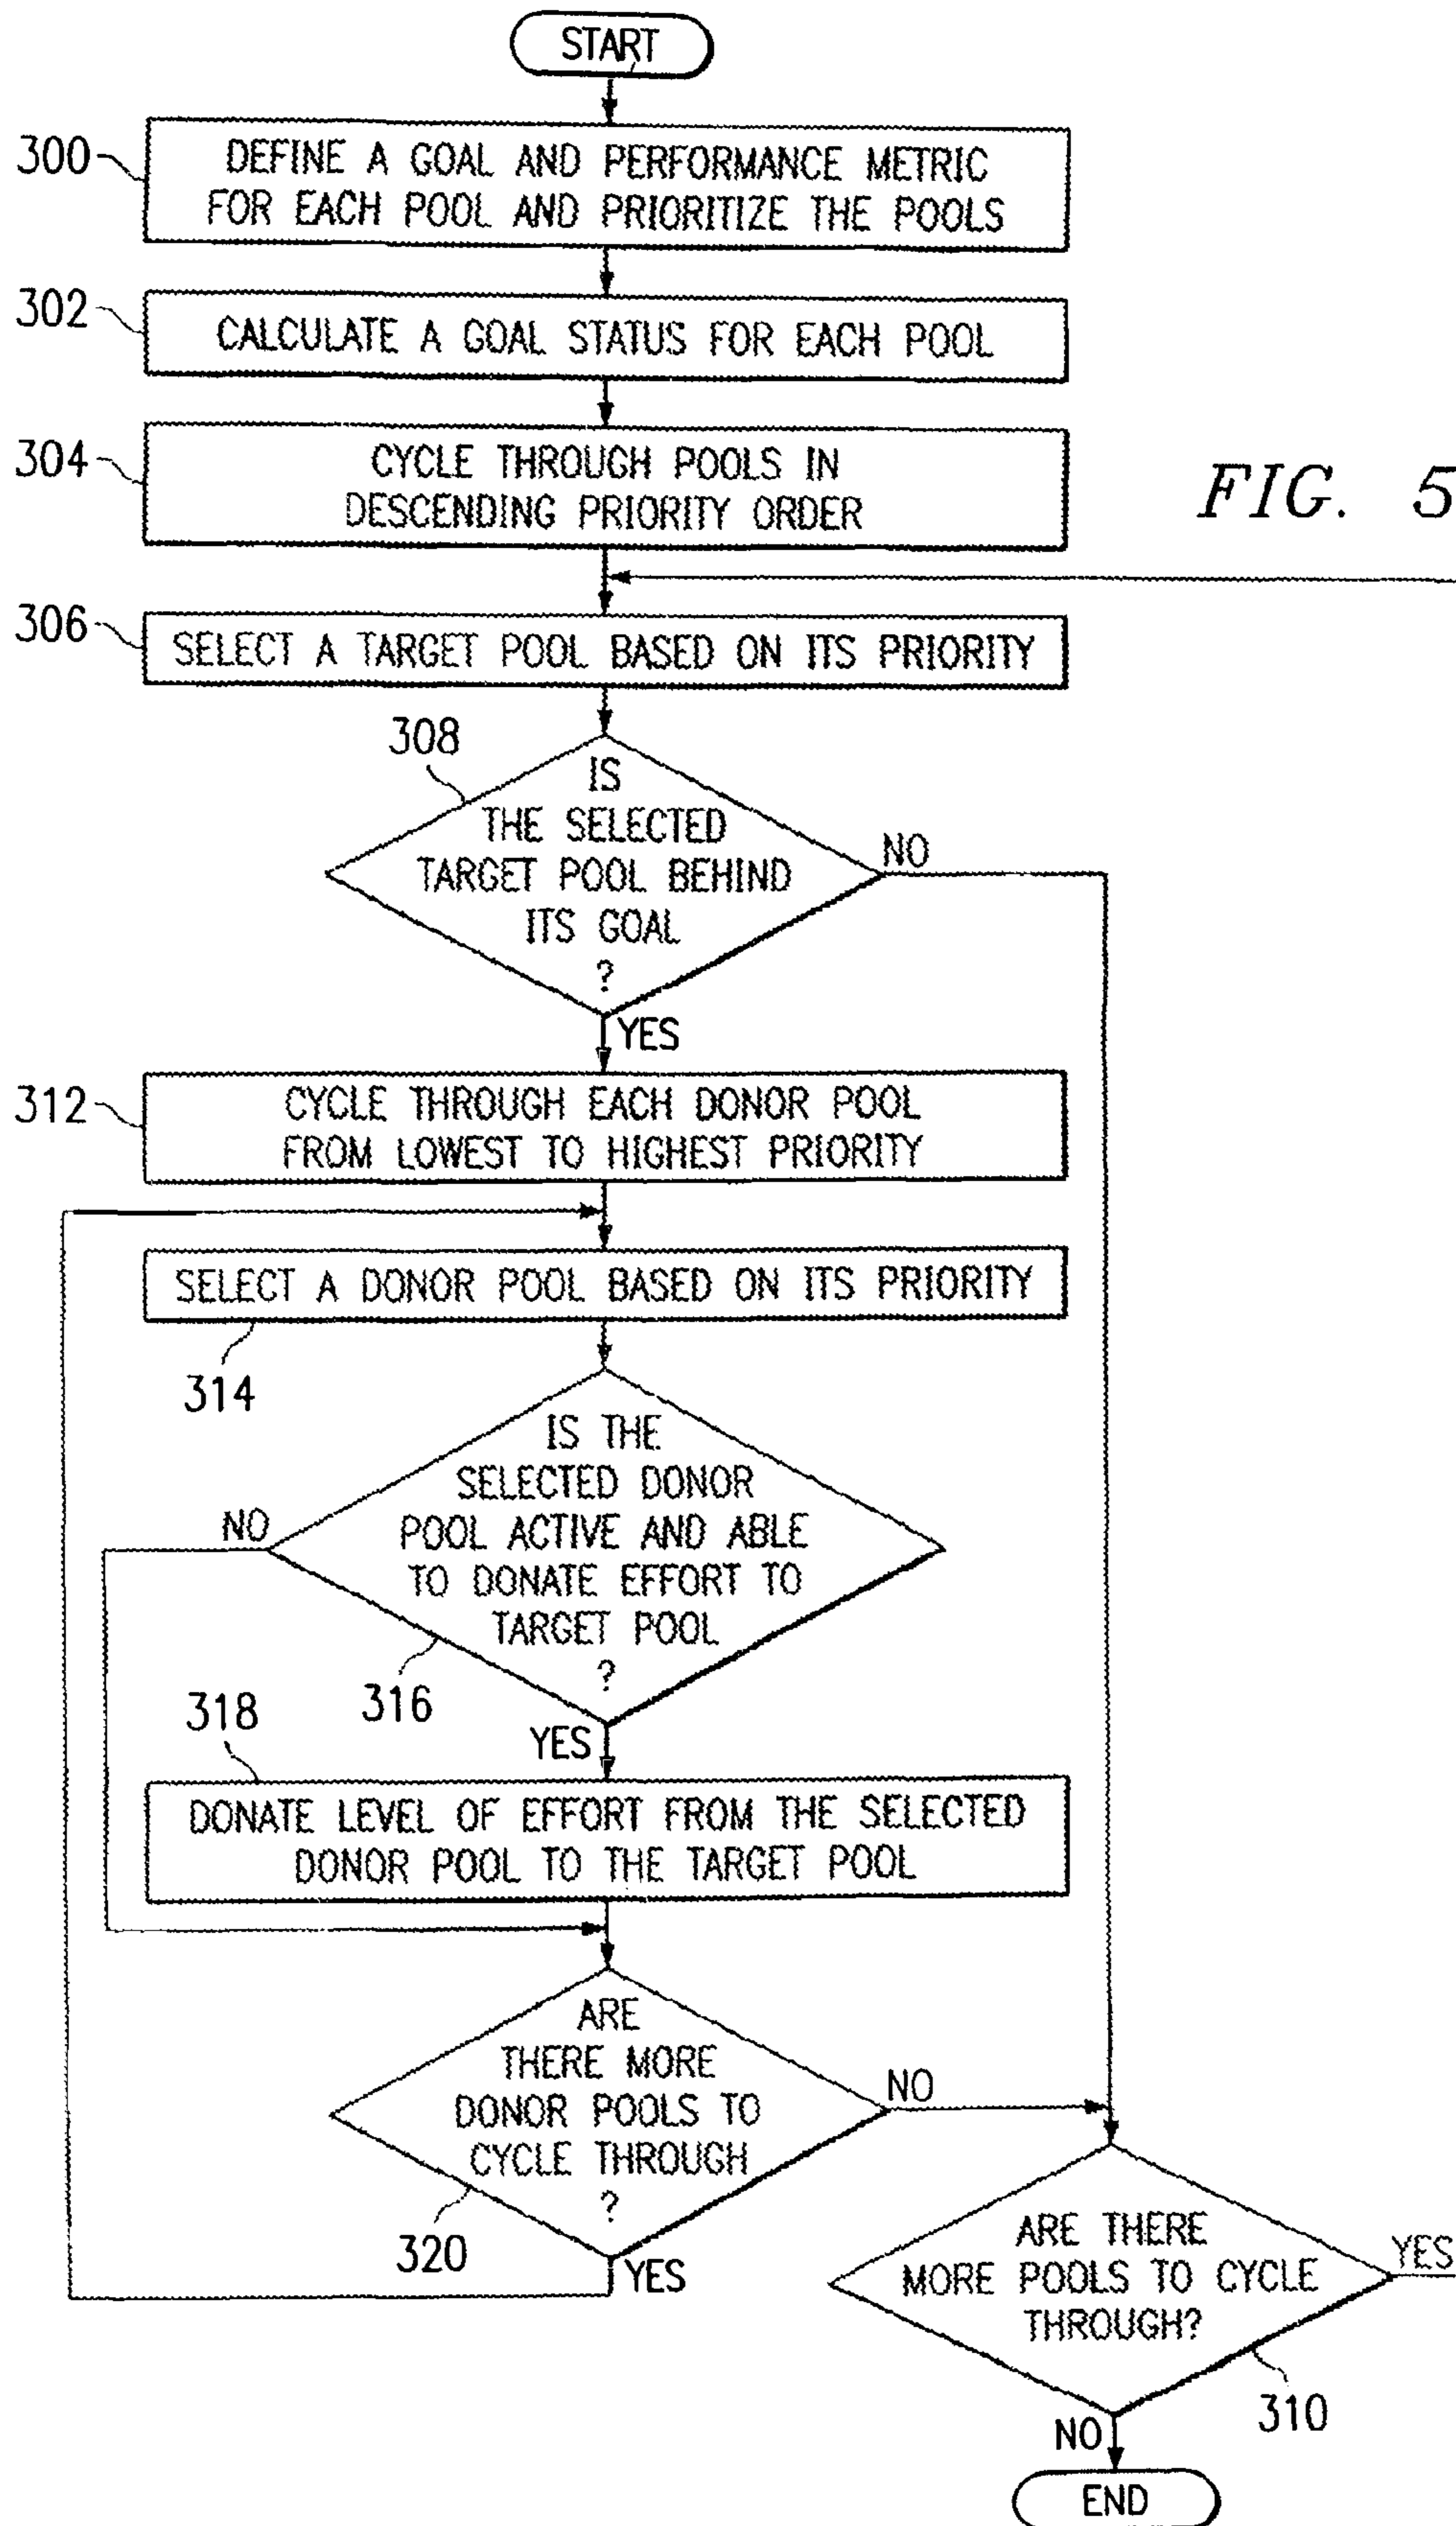 START
300
DEFINE A GOAL AND PERFORMANCE METRIC
FOR EACH POOL AND PRIORITIZE THE POOLS
302
CALCULATE A GOAL STATUS FOR EACH POOL
304
CYCLE THROUGH POOLS IN
DESCENDING PRIORITY ORDER
FIG. 5
306
SELECT A TARGET POOL BASED ON ITS PRIORITY
308
IS
THE SELECTED
TARGET POOL BEHIND
ITS GOAL
?
NO
YES
312
CYCLE THROUGH EACH DONOR POOL
FROM LOWEST TO HIGHEST PRIORITY
SELECT A DONOR POOL BASED ON ITS PRIORITY
314
IS THE
SELECTED DONOR
POOL ACTIVE AND ABLE
TO DONATE EFFORT TO
TARGET POOL
?
NO
316
YES
318
DONATE LEVEL OF EFFORT FROM THE SELECTED
DONOR POOL TO THE TARGET POOL
ARE
THERE MORE
DONOR POOLS TO
CYCLE THROUGH
?
NO
320
YES
ARE THERE
MORE POOLS TO CYCLE
THROUGH?
YES
310
NO
END